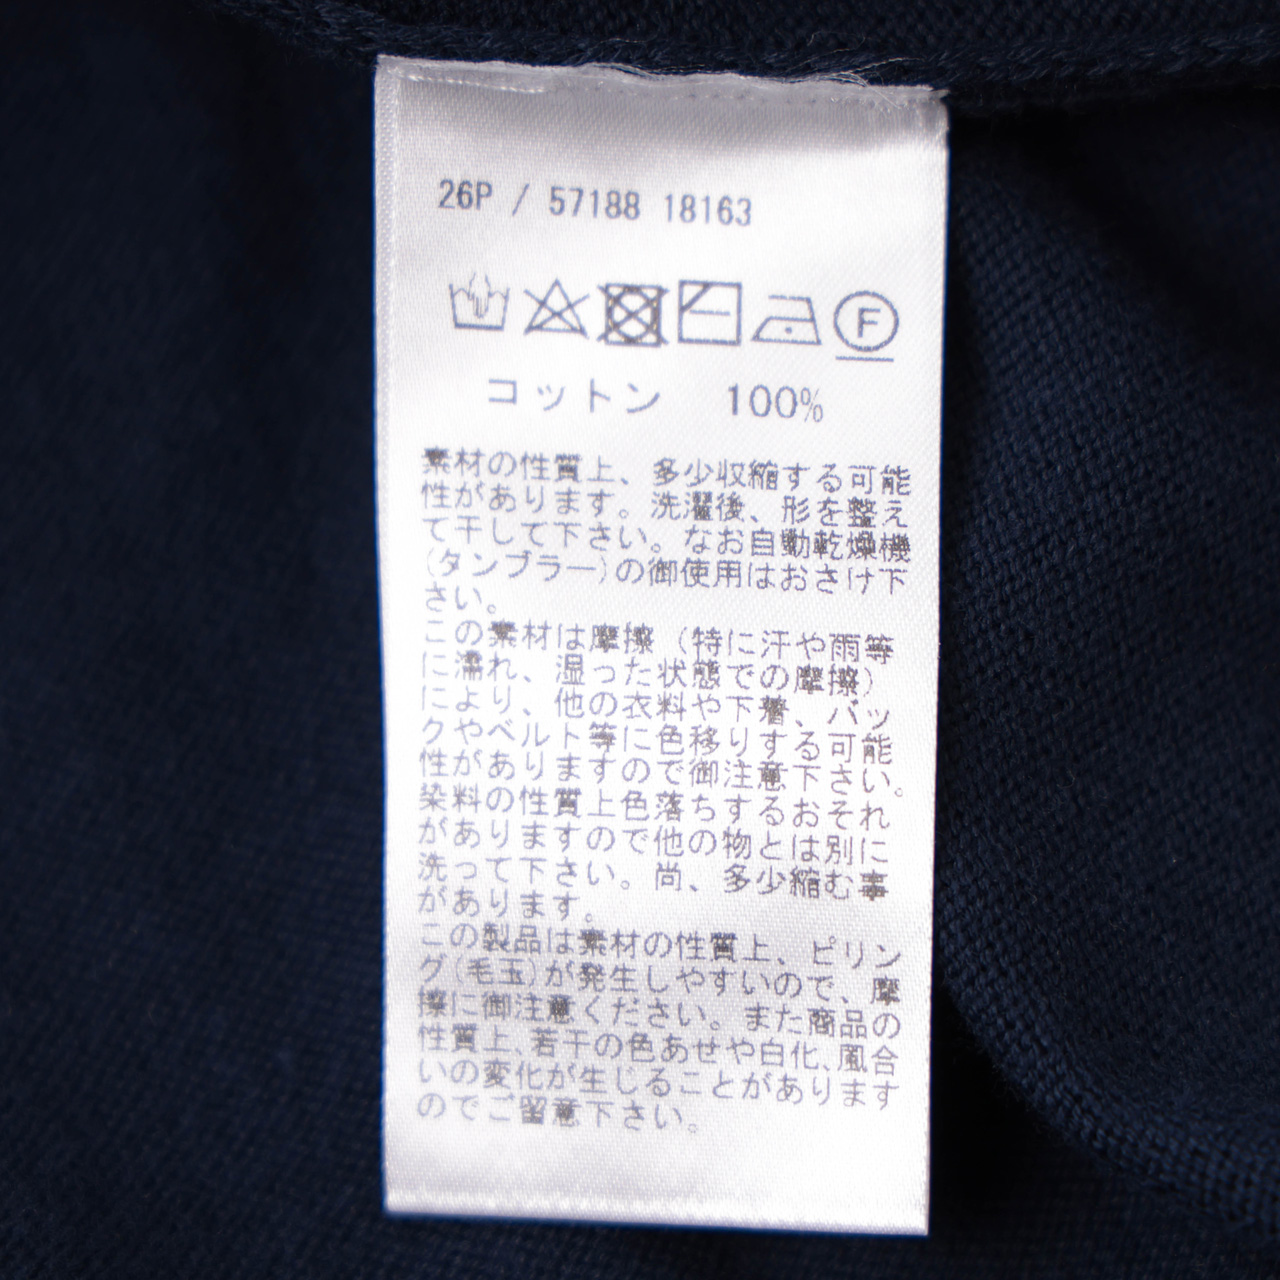 26P / 57188 18163
F
コットン 100%
素材の性質上、多少収縮する可能
性があります。洗濯後、形を整え
て干して下さい。なお自動乾燥機
(タンブラー)の御使用はおさけ下
さい。
この素材は摩擦（特に汗や雨等
に濡れ、湿った状態での摩擦）
により、他の衣料や下着、バッ
クやベルト等に色移りする可能
性がありますので御注意下さい。
染料の性質上色落ちするおそれ
がありますので他の物とは別に
洗って下さい。尚、多少縮む事
があります。
この製品は素材の性質上、ピリン
グ(毛玉)が発生しやすいので、摩
擦に御注意ください。また商品の
性質上、若干の色あせや白化、風合
いの変化が生じることがあります
のでご留意下さい。